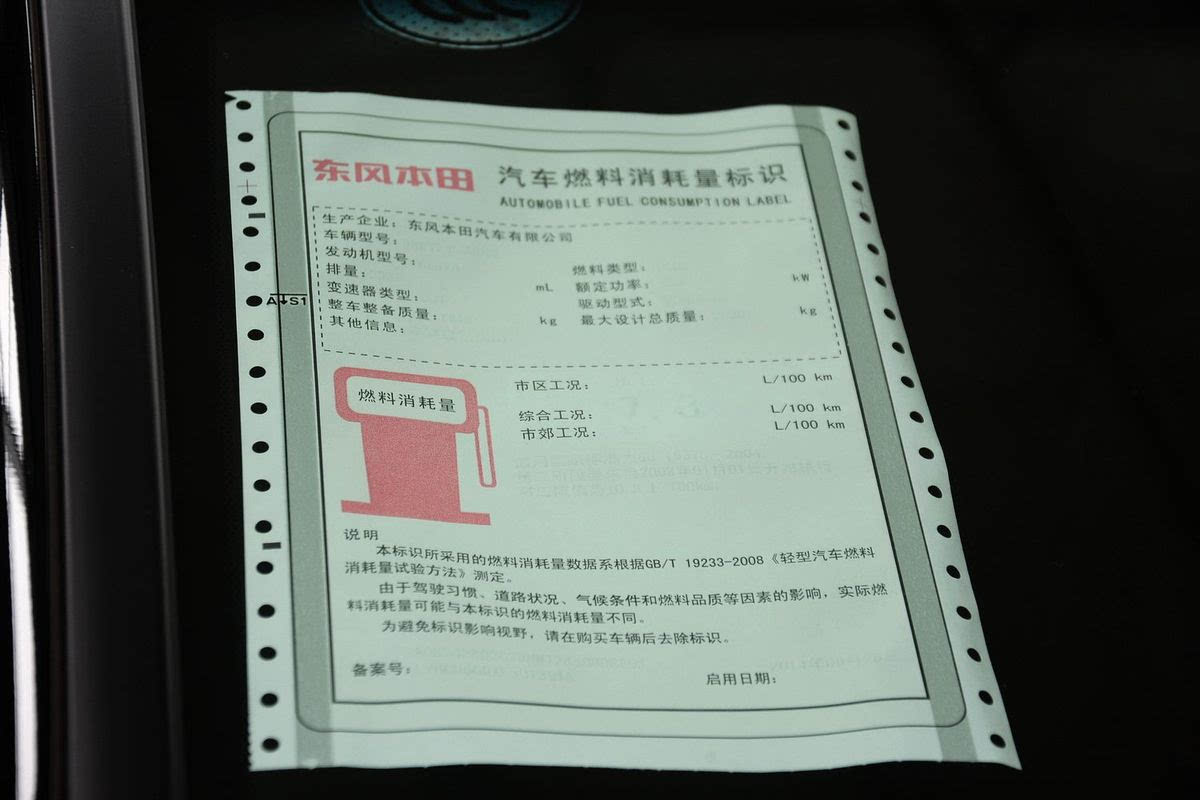 东风本田 汽车燃料消耗量标识
AUTOMOBILE FUEL CONSUMPTION LABEL
生产企业：东风本田汽车有限公司
车辆型号：
发动机型号： 燃料类型：
排量： mL 额定功率： kW
变速器类型： 驱动型式：
整车整备质量： kg 最大设计总质量： kg
其他信息：
A↓S1
燃料消耗量
市区工况： L/100 km
综合工况： L/100 km
市郊工况： L/100 km
说明
本标识所采用的燃料消耗量数据系根据GB/T 19233-2008《轻型汽车燃料
消耗量试验方法》测定。
由于驾驶习惯、道路状况、气候条件和燃料品质等因素的影响，实际燃
料消耗量可能与本标识的燃料消耗量不同。
为避免标识影响视野，请在购买车辆后去除标识。
备案号： 启用日期：